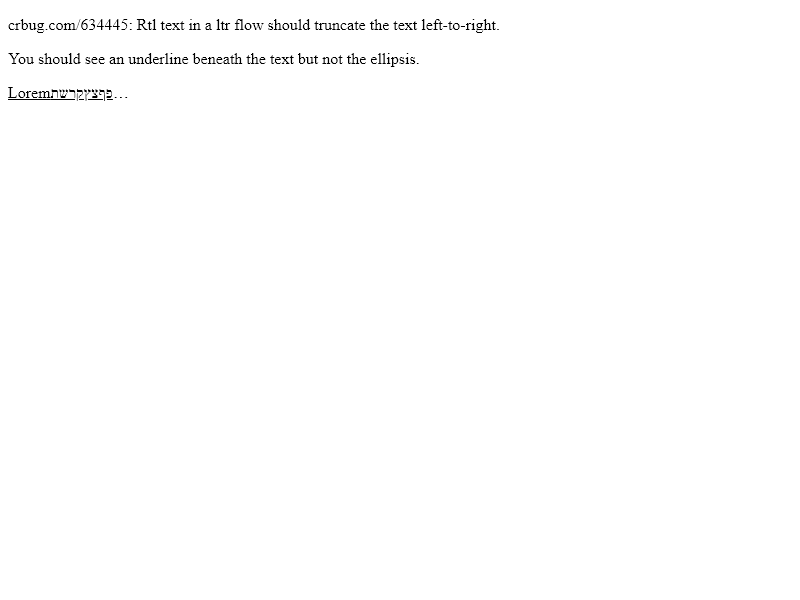 crbug.com/634445: Rtl text in a ltr flow should truncate the text left-to-right.
You should see an underline beneath the text but not the ellipsis.
Loremפףצץקרשת…